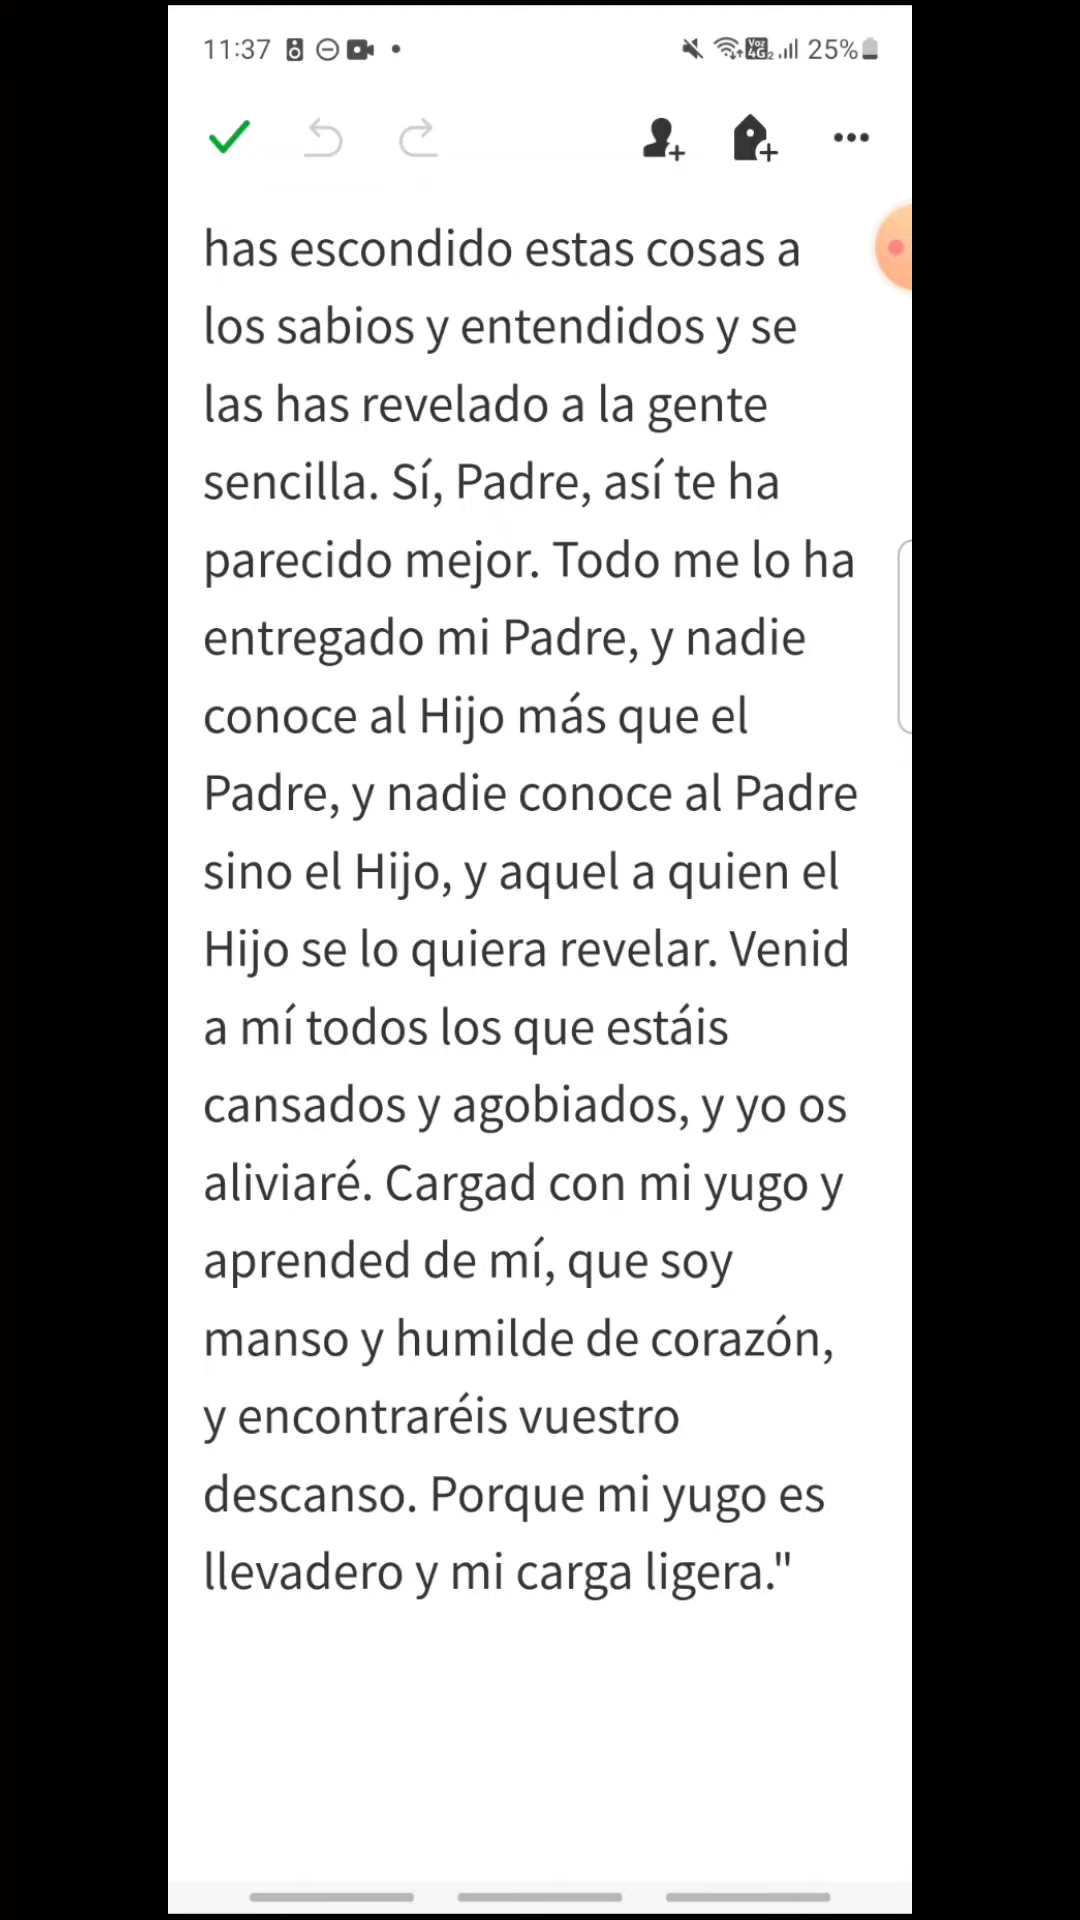 11:37
Voz 4G 2 25%
has escondido estas cosas a
los sabios y entendidos y se
las has revelado a la gente
sencilla. Sí, Padre, así te ha
parecido mejor. Todo me lo ha
entregado mi Padre, y nadie
conoce al Hijo más que el
Padre, y nadie conoce al Padre
sino el Hijo, y aquel a quien el
Hijo se lo quiera revelar. Venid
a mí todos los que estáis
cansados y agobiados, y yo os
aliviaré. Cargad con mi yugo y
aprended de mí, que soy
manso y humilde de corazón,
y encontraréis vuestro
descanso. Porque mi yugo es
llevadero y mi carga ligera."